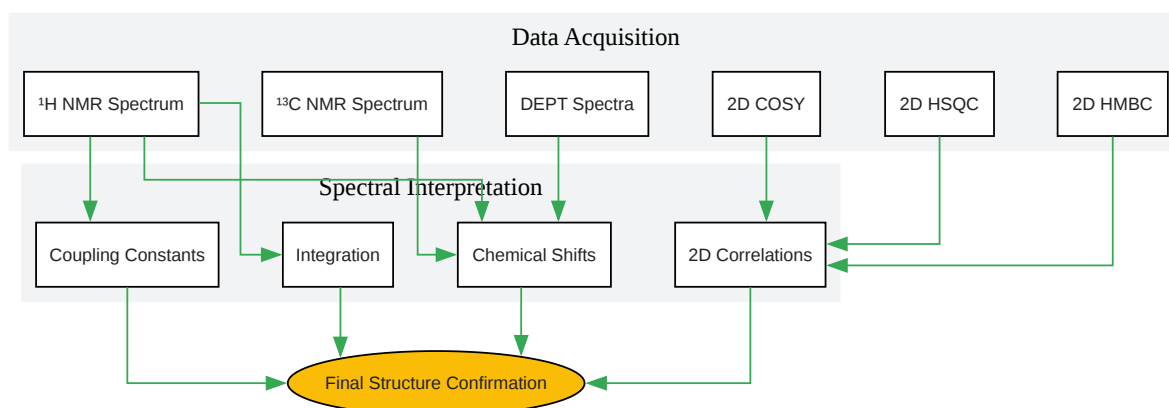 Data Acquisition
¹H NMR Spectrum
¹³C NMR Spectrum
DEPT Spectra
2D COSY
2D HSQC
2D HMBC
Spectral Interpretation
Coupling Constants
Integration
Chemical Shifts
2D Correlations
Final Structure Confirmation